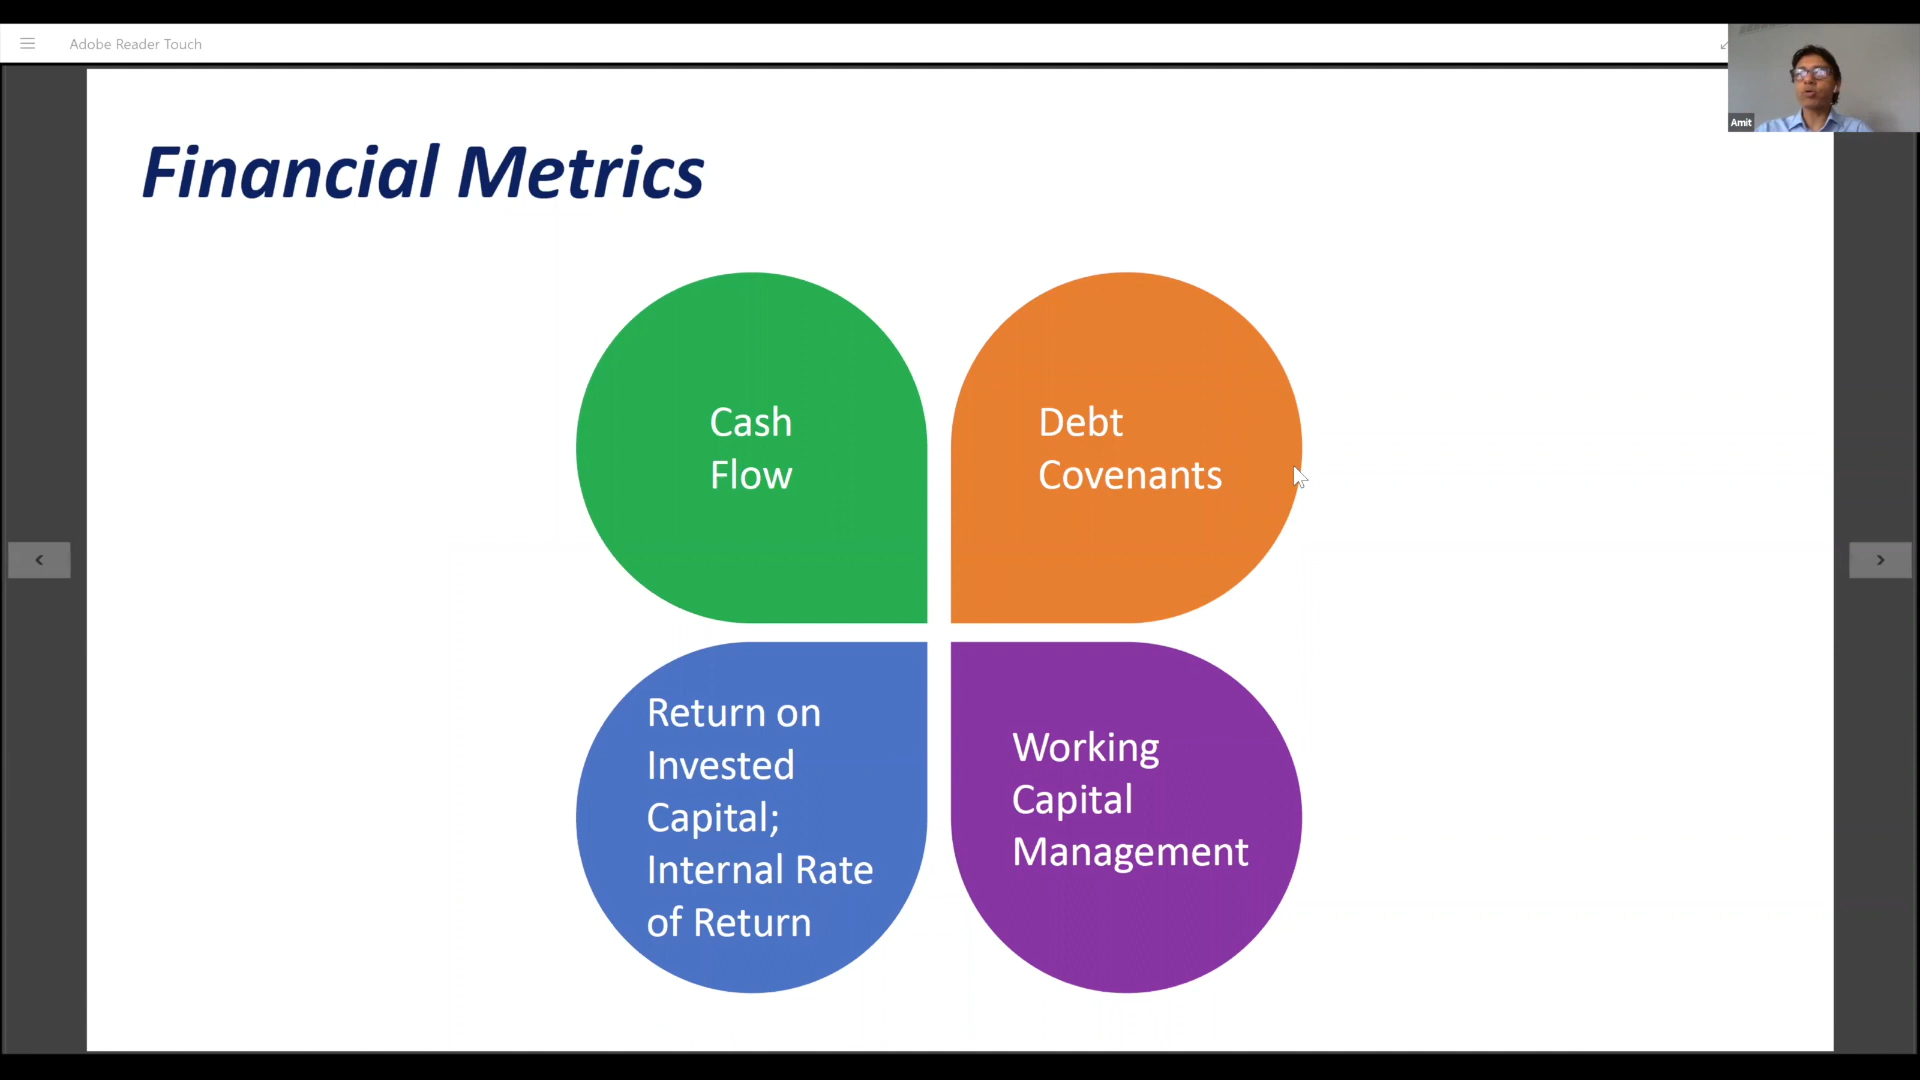 Adobe Reader Touch
Amit
Financial Metrics
Cash
Flow
Debt
Covenants
Return on
Invested
Capital;
Internal Rate
of Return
Working
Capital
Management